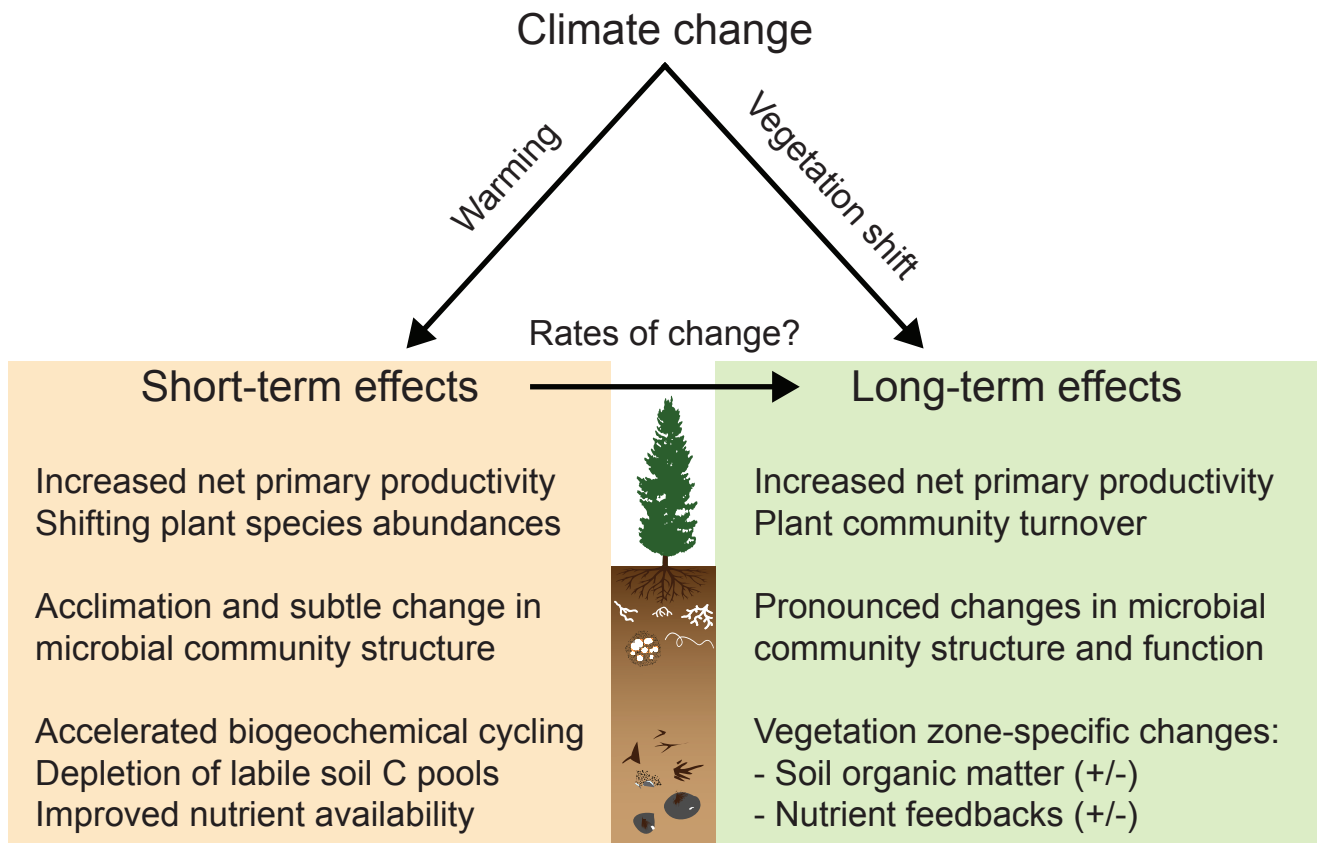 Climate change
Warming
Vegetation shift
Rates of change?
Short-term effects
Increased net primary productivity
Shifting plant species abundances
Acclimation and subtle change in
microbial community structure
Accelerated biogeochemical cycling
Depletion of labile soil C pools
Improved nutrient availability
Long-term effects
Increased net primary productivity
Plant community turnover
Pronounced changes in microbial
community structure and function
Vegetation zone-specific changes:
- Soil organic matter (+/-)
- Nutrient feedbacks (+/-)